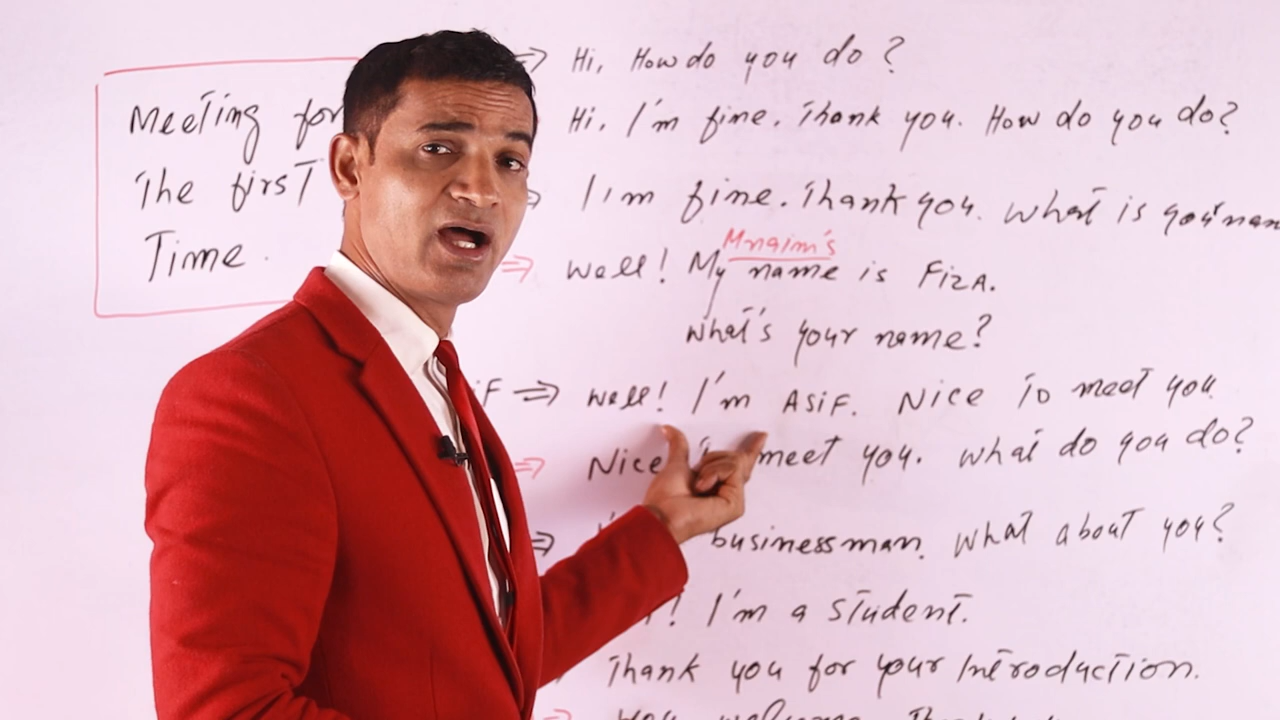 Meeting for
The first
Time.
⇒ Hi, How do you do?
Hi, I'm fine. Thank you. How do you do?
I'm fine. Thank you. What is your nam
Mnaim's
⇒ Well! My name is FizA.
What's your name?
iF ⇒ Well! I'm Asif. Nice to meet you
⇒ Nice meet you. What do you do?
⇒ businessman. What about you?
! I'm a student.
Thank you for your Introduction.